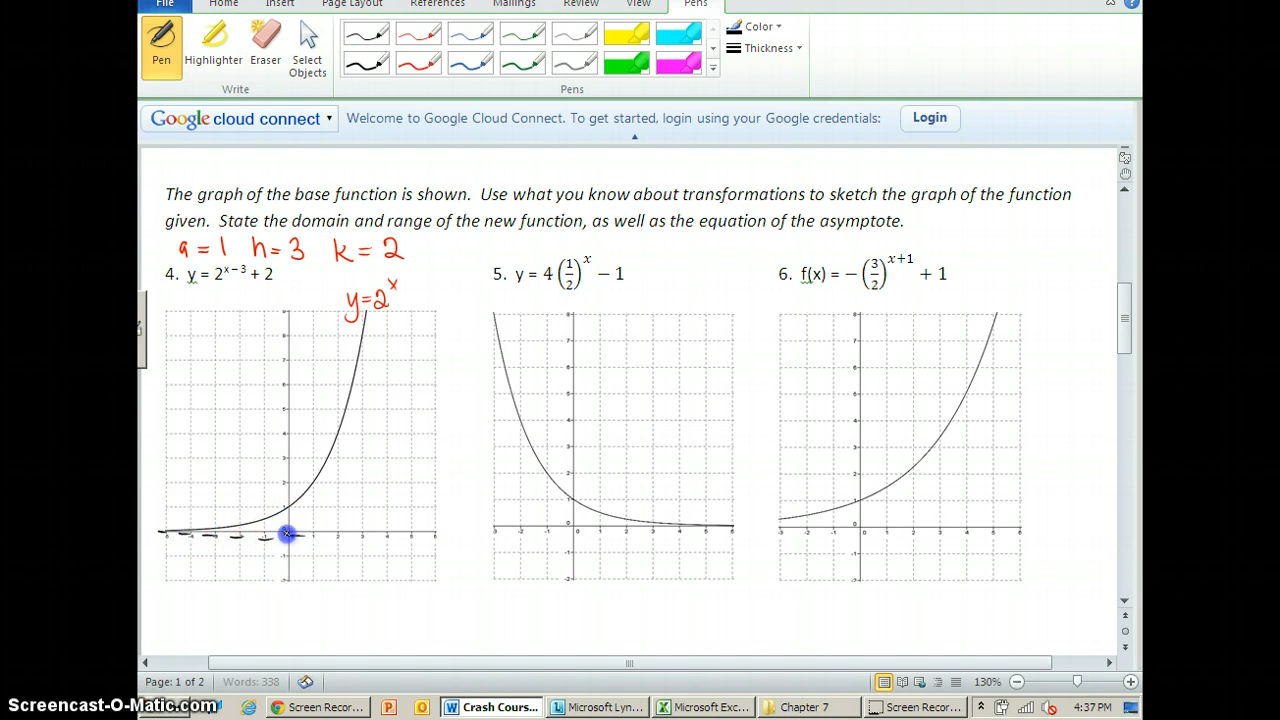 File Home Insert Page Layout References Mailings Review View Pens
Pen Highlighter Eraser Select Objects
Color
Thickness
Write Pens
Google cloud connect Welcome to Google Cloud Connect. To get started, login using your Google credentials: Login
The graph of the base function is shown. Use what you know about transformations to sketch the graph of the function
given. State the domain and range of the new function, as well as the equation of the asymptote.
a = 1 h = 3 k = 2
4. y = 2^{x – 3} + 2
5. y = 4(1/2)^x – 1
6. f(x) = –(3/2)^{x+1} + 1
y=2^x
Page: 1 of 2 Words: 338 130%
Screen Recor... Crash Cours... Microsoft Lyn... Microsoft Exc... Chapter 7 Screen Recor... 4:37 PM
Screencast-O-Matic.com